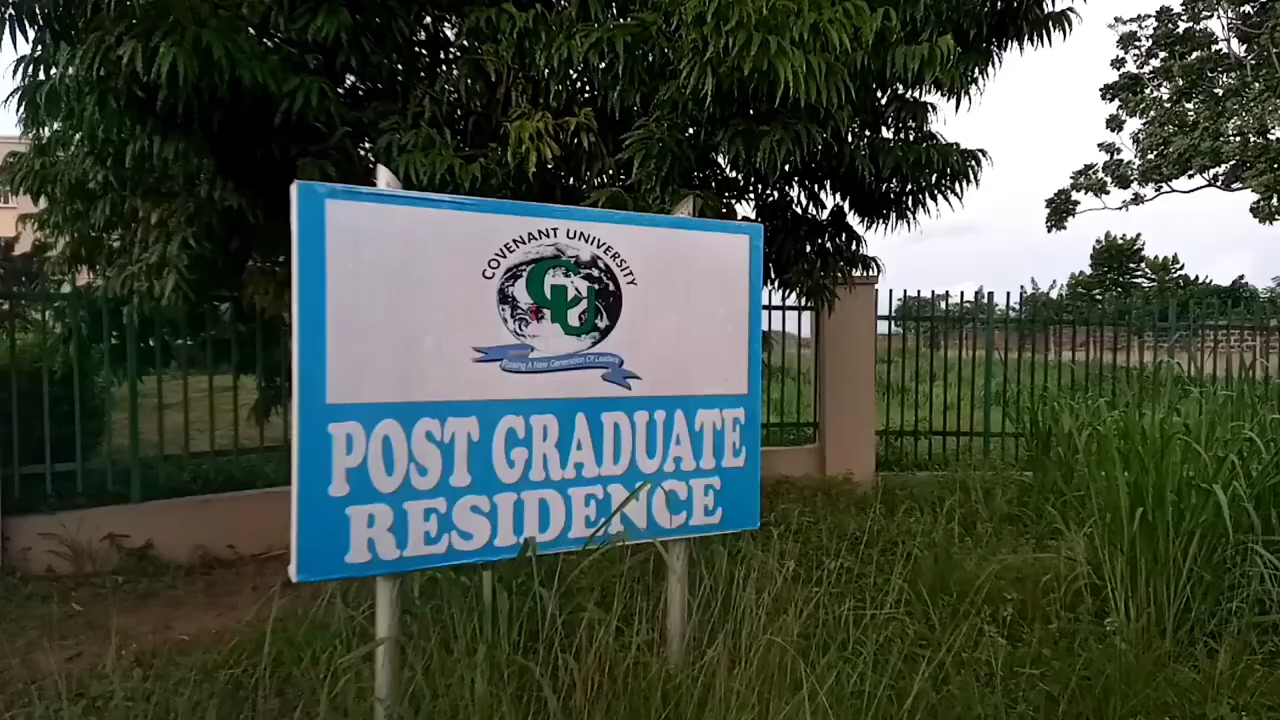 COVENANT UNIVERSITY
CU
Raising A New Generation Of Leaders
POST GRADUATE
RESIDENCE